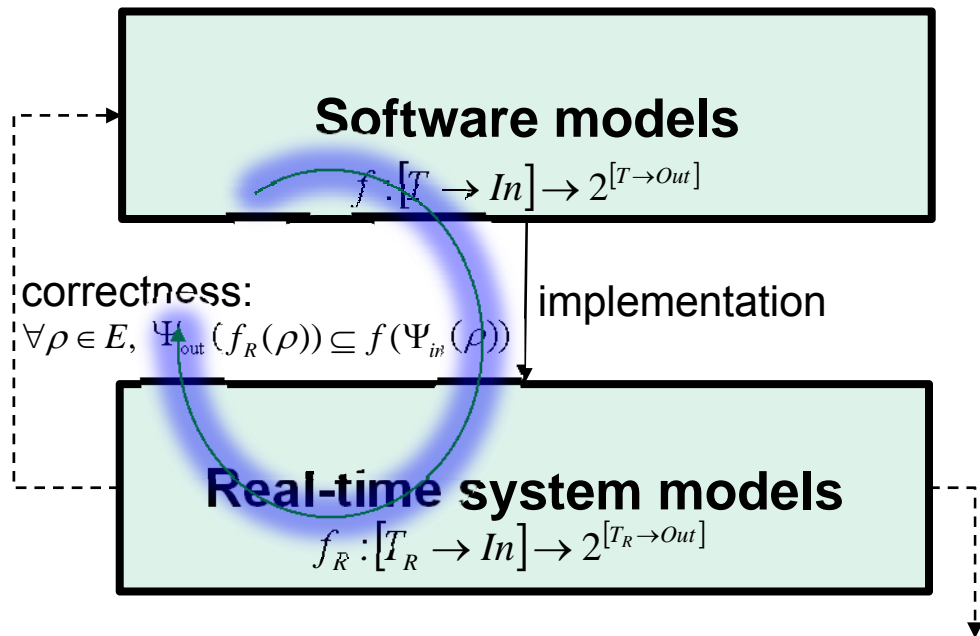 Software models
f : [T → In] → 2^[T→Out]
correctness:
∀ρ ∈ E, Ψ_out (f_R(ρ)) ⊆ f(Ψ_in(ρ))
implementation
Real-time system models
f_R : [T_R → In] → 2^[T_R→Out]